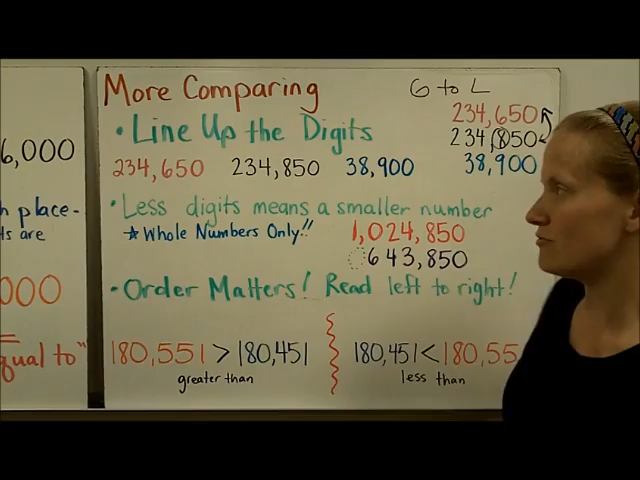 6,000
place-
ts are
000
qual to"
More Comparing
G to L
234,650
• Line Up the Digits
234,850
234,650 234,850 38,900
38,900
• Less digits means a smaller number
★ Whole Numbers Only!!
1,024,850
643,850
• Order Matters! Read left to right!
180,551 > 180,451
180,451 < 180,55
greater than
less than